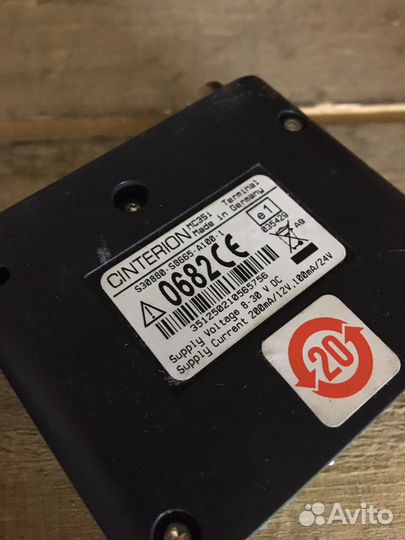 CINTERION MC35i Terminal
S30880-S8665-A100-1 Made in Germany
0682 CE
e1
035429
A9
351250210565756
Supply Voltage 8-30 V DC
Supply Current 200mA/12V,100mA/24V
20
Avito